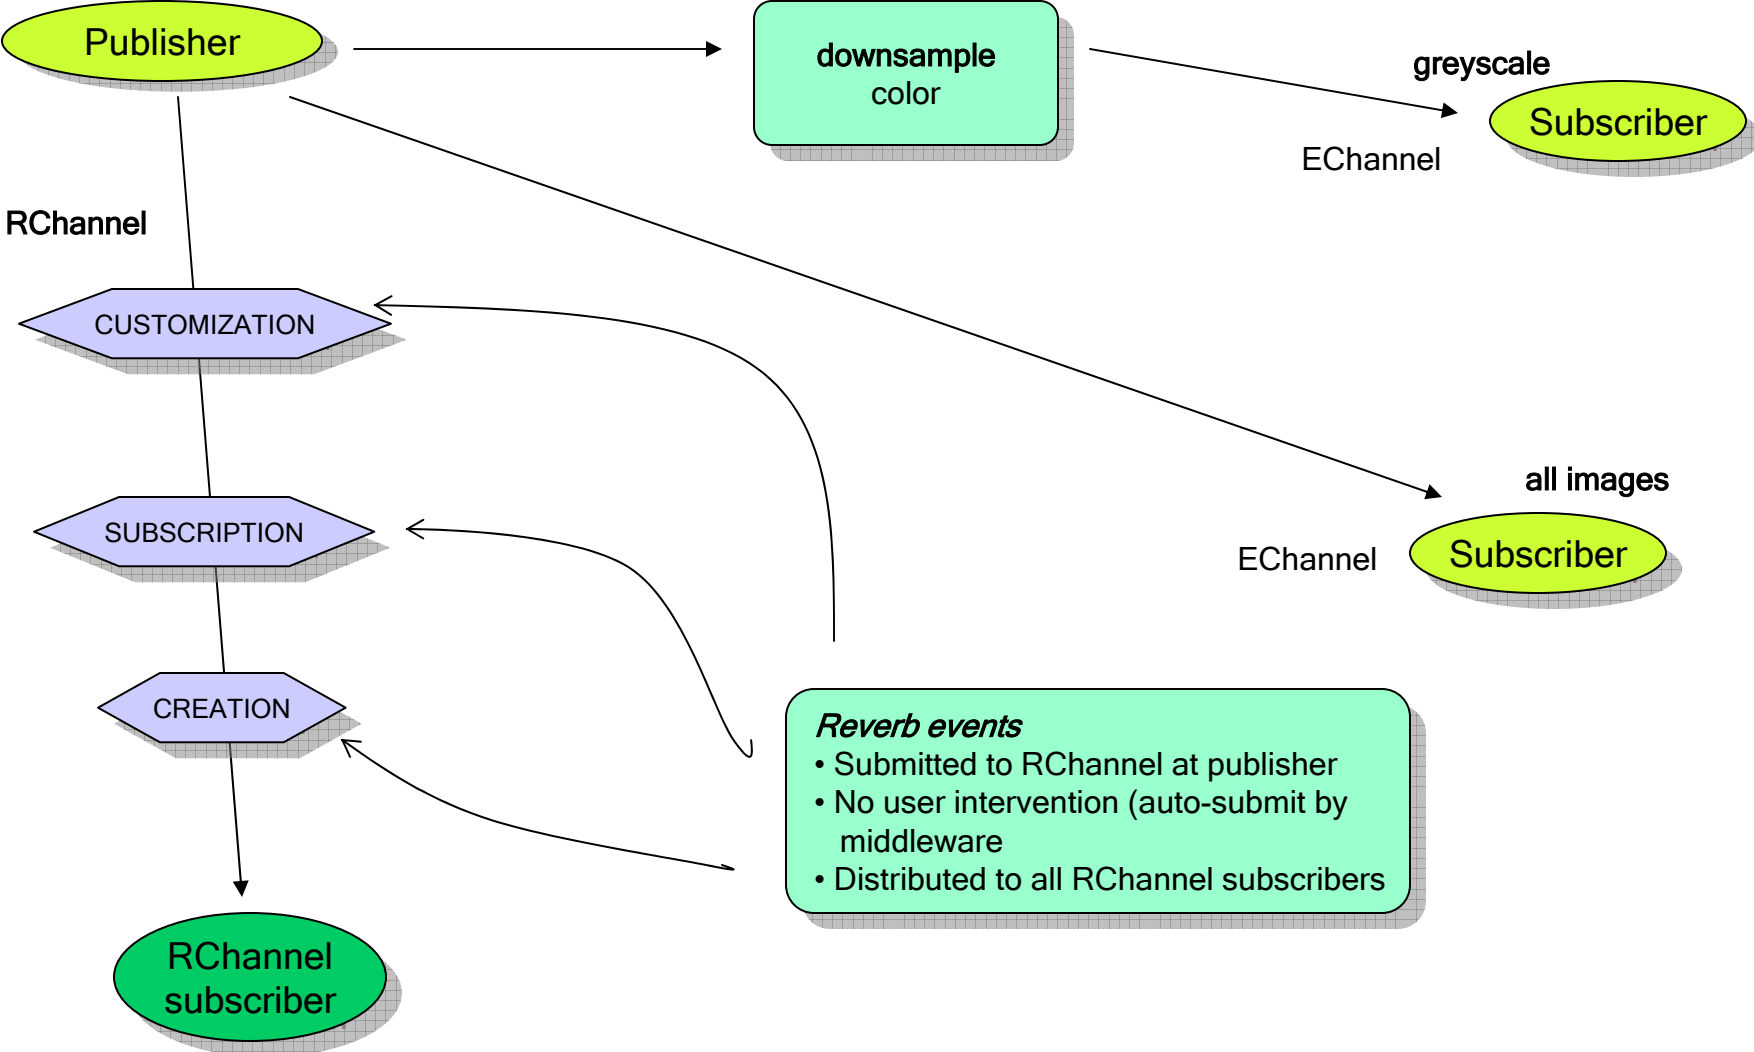 Publisher
downsample
color
greyscale
Subscriber
EChannel
RChannel
CUSTOMIZATION
all images
SUBSCRIPTION
EChannel
Subscriber
CREATION
Reverb events
• Submitted to RChannel at publisher
• No user intervention (auto-submit by
middleware
• Distributed to all RChannel subscribers
RChannel
subscriber